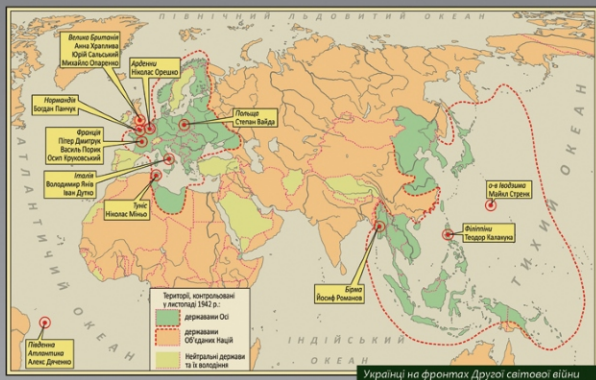 ПІВНІЧНИЙ ЛЬОДОВИТИЙ ОКЕАН
Велика Британія
Анна Храплива
Юрій Сальський
Михайло Опаренко
Арденни
Ніколас Орешко
Нормандія
Богдан Панчук
Польща
Степан Вайда
Франція
Пітер Дмитрук
Василь Порик
Осип Круковський
Італія
Володимир Янів
Іван Дутко
Туніс
Ніколас Міньо
о-в Іводзима
Майкл Стренк
Філіппіни
Теодор Каланука
Бірма
Йосиф Романов
Південна
Атлантика
Алекс Дяченко
АТЛАНТИЧНИЙ ОКЕАН
ТИХИЙ ОКЕАН
ІНДІЙСЬКИЙ
ОКЕАН
Території, контрольовані
у листопаді 1942 р.:
державами Осі
державами
Об'єднаних Націй
Нейтральні держави
та їх володіння
Українці на фронтах Другої світової війни